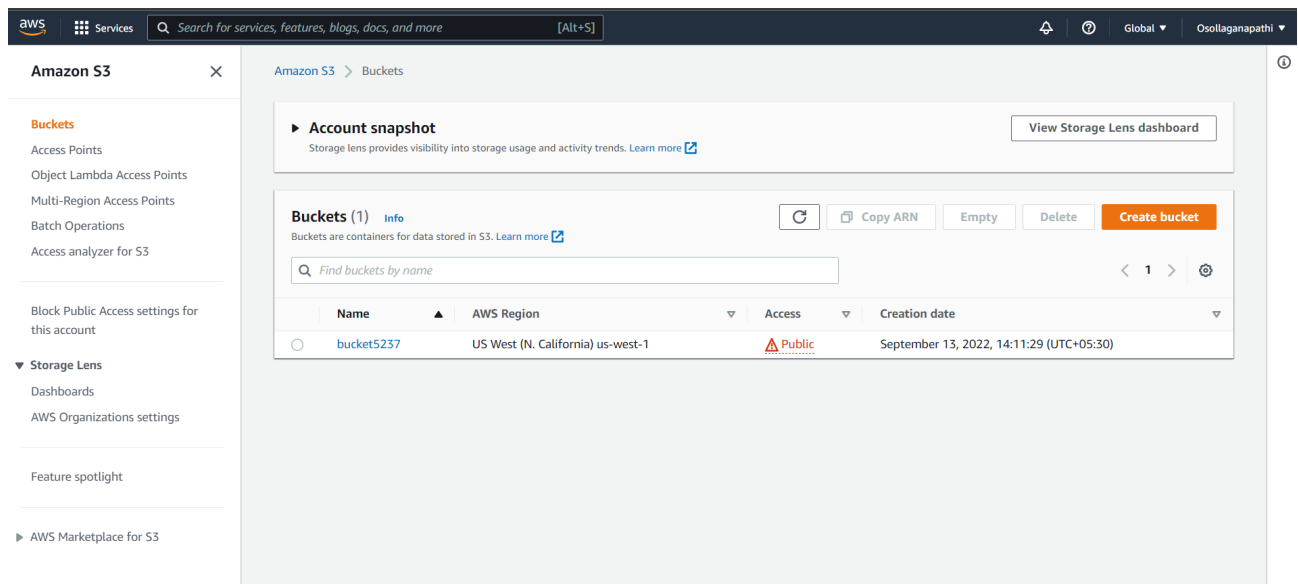 aws
Services
Search for services, features, blogs, docs, and more [Alt+S]
Global
Osollaganapathi
Amazon S3
Buckets
Access Points
Object Lambda Access Points
Multi-Region Access Points
Batch Operations
Access analyzer for S3
Block Public Access settings for
this account
Storage Lens
Dashboards
AWS Organizations settings
Feature spotlight
AWS Marketplace for S3
Amazon S3 > Buckets
Account snapshot
Storage lens provides visibility into storage usage and activity trends. Learn more
View Storage Lens dashboard
Buckets (1) Info
Buckets are containers for data stored in S3. Learn more
Copy ARN
Empty
Delete
Create bucket
Find buckets by name
1
Name AWS Region Access Creation date
bucket5237 US West (N. California) us-west-1 Public September 13, 2022, 14:11:29 (UTC+05:30)